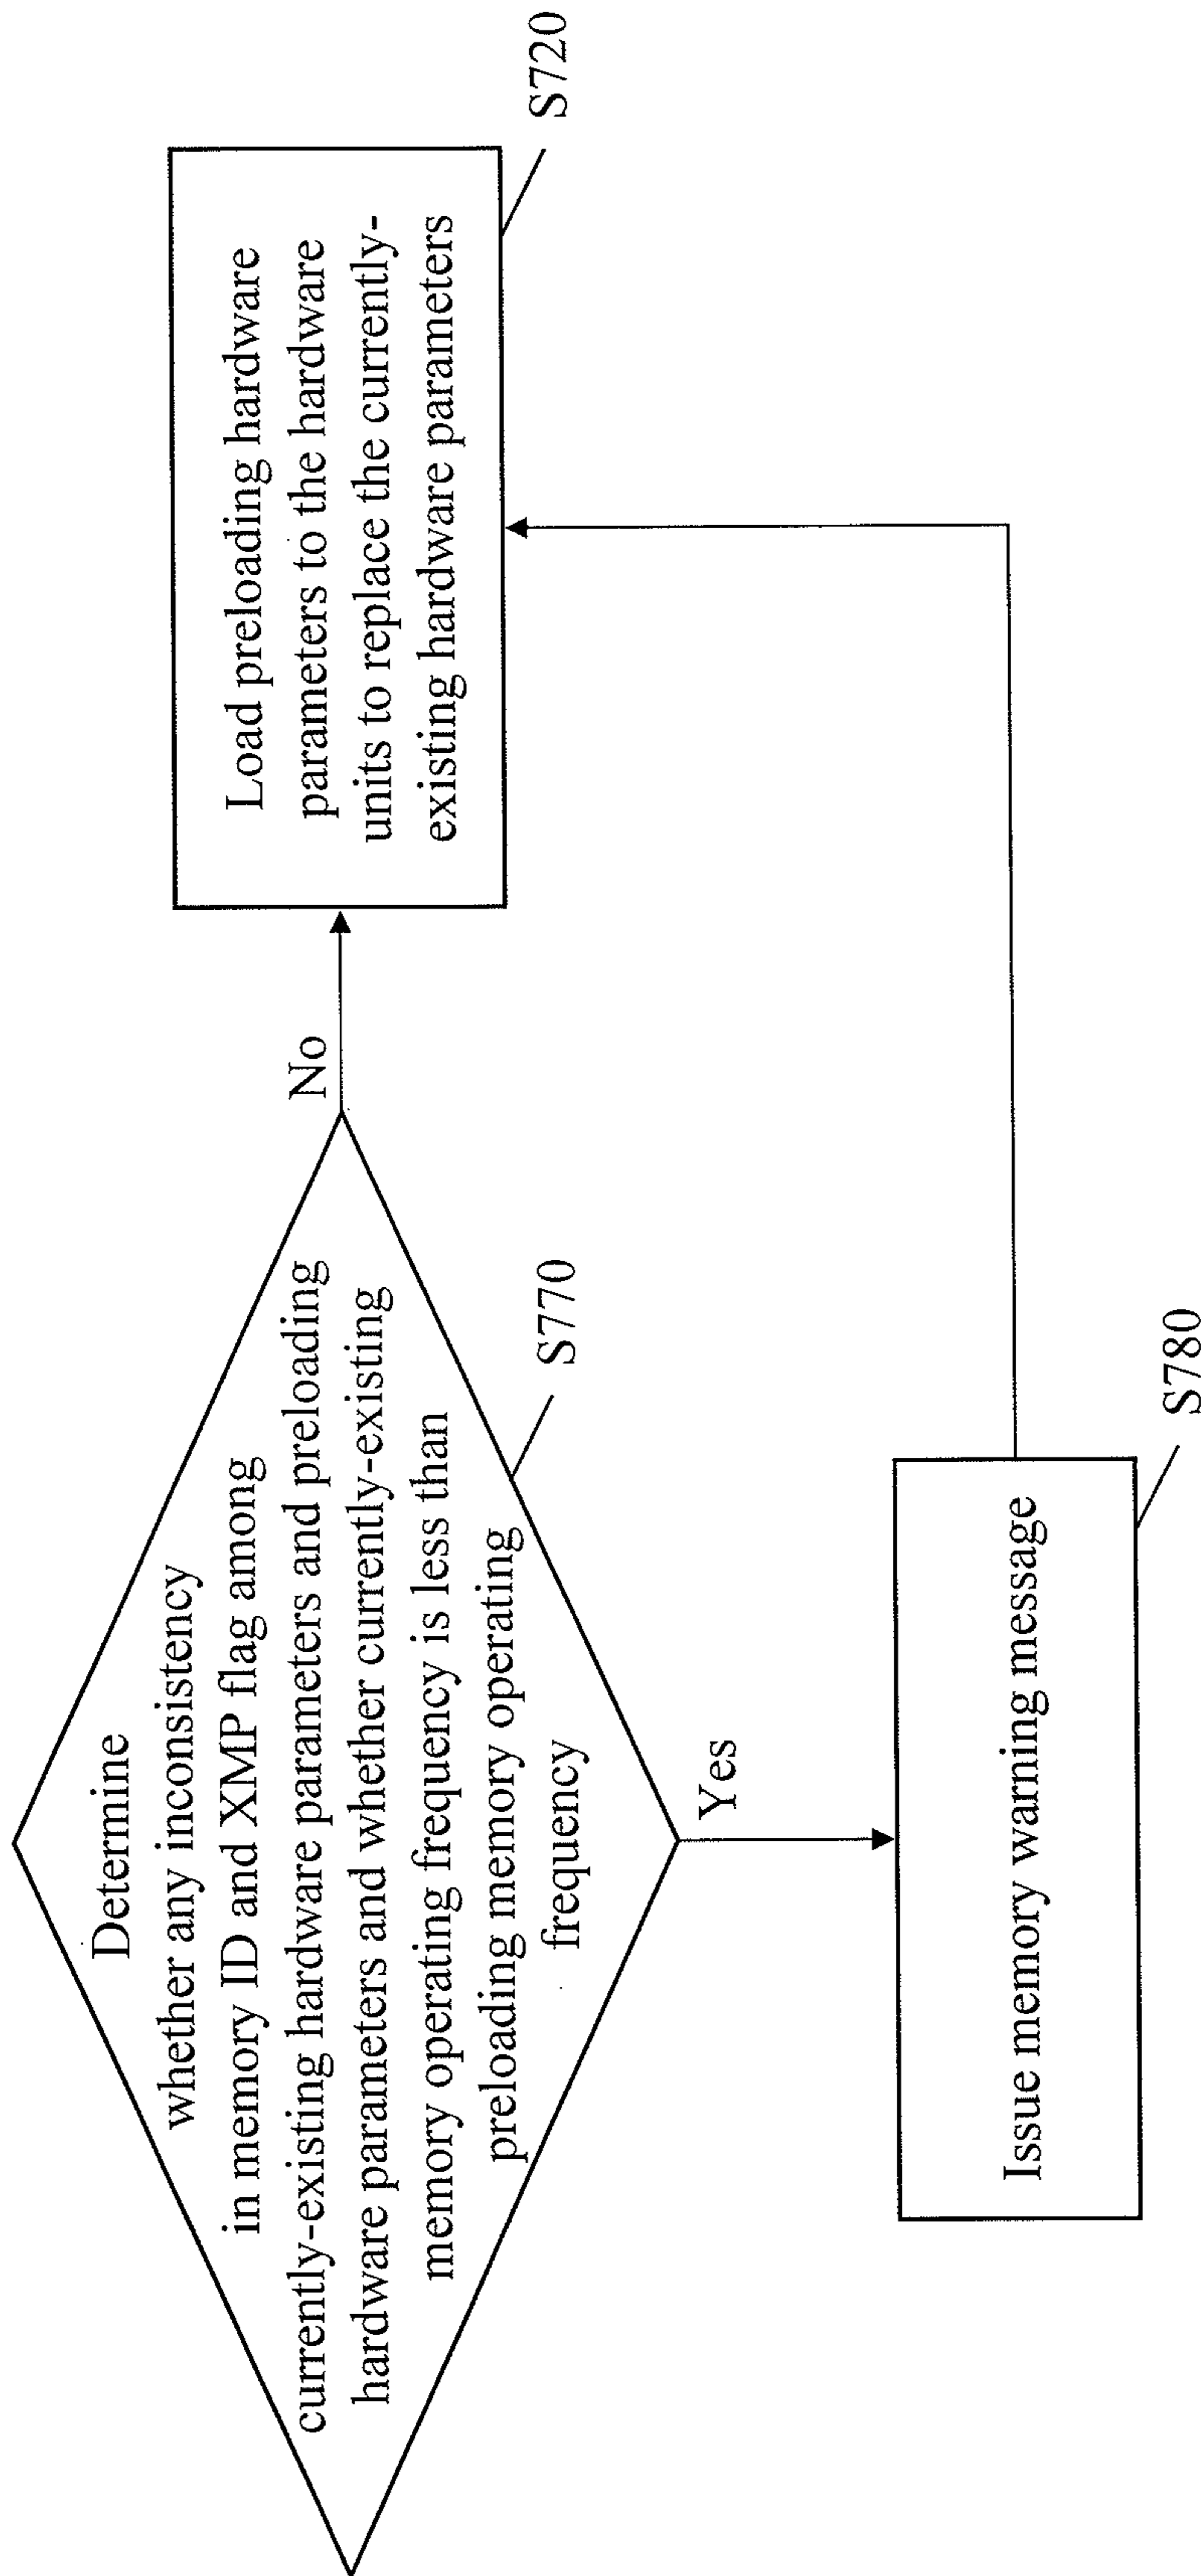 Determine
whether any inconsistency
in memory ID and XMP flag among
currently-existing hardware parameters and preloading
hardware parameters and whether currently-existing
memory operating frequency is less than
preloading memory operating
frequency
S770
No
Load preloading hardware
parameters to the hardware
units to replace the currently-
existing hardware parameters
S720
Yes
Issue memory warning message
S780